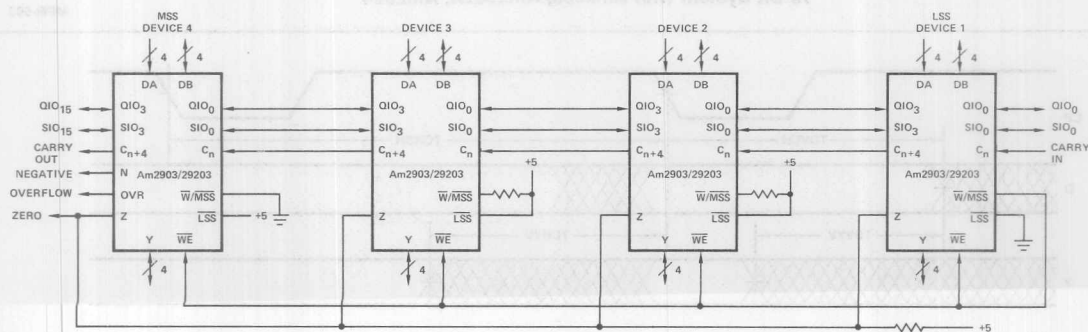 MSS
DEVICE 4
DEVICE 3
DEVICE 2
LSS
DEVICE 1
4 4 4 4 4 4 4 4
DA DB DA DB DA DB DA DB
QIO15 QIO3 QIO0 QIO3 QIO0 QIO3 QIO0 QIO3 QIO0 QIO0
SIO15 SIO3 SIO0 SIO3 SIO0 SIO3 SIO0 SIO3 SIO0 SIO0
CARRY OUT Cn+4 Cn Cn+4 Cn Cn+4 Cn Cn+4 Cn CARRY IN
+5 +5
NEGATIVE N Am2903/29203 Am2903/29203 Am2903/29203 Am2903/29203
OVERFLOW OVR W/MSS W/MSS W/MSS W/MSS
ZERO Z LSS +5 Z LSS Z LSS Z LSS
Y WE Y WE Y WE Y WE
4 4 4 4
+5